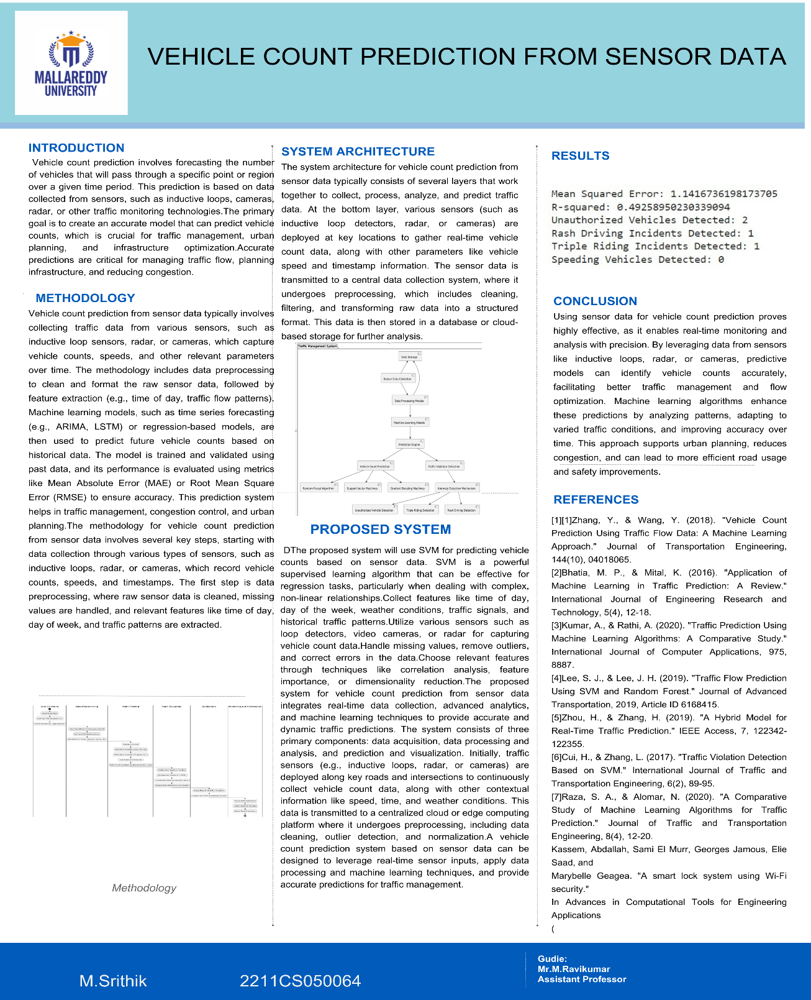 MALLAREDDY
UNIVERSITY
VEHICLE COUNT PREDICTION FROM SENSOR DATA
INTRODUCTION
Vehicle count prediction involves forecasting the number
of vehicles that will pass through a specific point or region
over a given time period. This prediction is based on data
collected from sensors, such as inductive loops, cameras,
radar, or other traffic monitoring technologies.The primary
goal is to create an accurate model that can predict vehicle
counts, which is crucial for traffic management, urban
planning, and infrastructure optimization.Accurate
predictions are critical for managing traffic flow, planning
infrastructure, and reducing congestion.
METHODOLOGY
Vehicle count prediction from sensor data typically involves
collecting traffic data from various sensors, such as
inductive loop sensors, radar, or cameras, which capture
vehicle counts, speeds, and other relevant parameters
over time. The methodology includes data preprocessing
to clean and format the raw sensor data, followed by
feature extraction (e.g., time of day, traffic flow patterns).
Machine learning models, such as time series forecasting
(e.g., ARIMA, LSTM) or regression-based models, are
then used to predict future vehicle counts based on
historical data. The model is trained and validated using
past data, and its performance is evaluated using metrics
like Mean Absolute Error (MAE) or Root Mean Square
Error (RMSE) to ensure accuracy. This prediction system
helps in traffic management, congestion control, and urban
planning.The methodology for vehicle count prediction
from sensor data involves several key steps, starting with
data collection through various types of sensors, such as
inductive loops, radar, or cameras, which record vehicle
counts, speeds, and timestamps. The first step is data
preprocessing, where raw sensor data is cleaned, missing
values are handled, and relevant features like time of day,
day of week, and traffic patterns are extracted.
Data Collection
Data Preprocessing
Model Training
Model Evaluation
Deployment
Monitoring and Maintenance
Methodology
SYSTEM ARCHITECTURE
The system architecture for vehicle count prediction from
sensor data typically consists of several layers that work
together to collect, process, analyze, and predict traffic
data. At the bottom layer, various sensors (such as
inductive loop detectors, radar, or cameras) are
deployed at key locations to gather real-time vehicle
count data, along with other parameters like vehicle
speed and timestamp information. The sensor data is
transmitted to a central data collection system, where it
undergoes preprocessing, which includes cleaning,
filtering, and transforming raw data into a structured
format. This data is then stored in a database or cloud-
based storage for further analysis.
Traffic Management System
Data Storage
Sensor Data Collection
Data Processing Module
Machine Learning Models
Prediction Engine
Vehicle Count Prediction
Traffic Violation Detection
Random Forest Algorithm
Support Vector Machines
Gradient Boosting Machines
Anomaly Detection Mechanism
Unauthorized Vehicle Detection
Triple Riding Detection
Rash Driving Detection
PROPOSED SYSTEM
DThe proposed system will use SVM for predicting vehicle
counts based on sensor data. SVM is a powerful
supervised learning algorithm that can be effective for
regression tasks, particularly when dealing with complex,
non-linear relationships.Collect features like time of day,
day of the week, weather conditions, traffic signals, and
historical traffic patterns.Utilize various sensors such as
loop detectors, video cameras, or radar for capturing
vehicle count data.Handle missing values, remove outliers,
and correct errors in the data.Choose relevant features
through techniques like correlation analysis, feature
importance, or dimensionality reduction.The proposed
system for vehicle count prediction from sensor data
integrates real-time data collection, advanced analytics,
and machine learning techniques to provide accurate and
dynamic traffic predictions. The system consists of three
primary components: data acquisition, data processing and
analysis, and prediction and visualization. Initially, traffic
sensors (e.g., inductive loops, radar, or cameras) are
deployed along key roads and intersections to continuously
collect vehicle count data, along with other contextual
information like speed, time, and weather conditions. This
data is transmitted to a centralized cloud or edge computing
platform where it undergoes preprocessing, including data
cleaning, outlier detection, and normalization.A vehicle
count prediction system based on sensor data can be
designed to leverage real-time sensor inputs, apply data
processing and machine learning techniques, and provide
accurate predictions for traffic management.
RESULTS
Mean Squared Error: 1.1416736198173705
R-squared: 0.49258950230339094
Unauthorized Vehicles Detected: 2
Rash Driving Incidents Detected: 1
Triple Riding Incidents Detected: 1
Speeding Vehicles Detected: 0
CONCLUSION
Using sensor data for vehicle count prediction proves
highly effective, as it enables real-time monitoring and
analysis with precision. By leveraging data from sensors
like inductive loops, radar, or cameras, predictive
models can identify vehicle counts accurately,
facilitating better traffic management and flow
optimization. Machine learning algorithms enhance
these predictions by analyzing patterns, adapting to
varied traffic conditions, and improving accuracy over
time. This approach supports urban planning, reduces
congestion, and can lead to more efficient road usage
and safety improvements.
REFERENCES
[1][1]Zhang, Y., & Wang, Y. (2018). "Vehicle Count
Prediction Using Traffic Flow Data: A Machine Learning
Approach." Journal of Transportation Engineering,
144(10), 04018065.
[2]Bhatia, M. P., & Mital, K. (2016). "Application of
Machine Learning in Traffic Prediction: A Review."
International Journal of Engineering Research and
Technology, 5(4), 12-18.
[3]Kumar, A., & Rathi, A. (2020). "Traffic Prediction Using
Machine Learning Algorithms: A Comparative Study."
International Journal of Computer Applications, 975,
8887.
[4]Lee, S. J., & Lee, J. H. (2019). "Traffic Flow Prediction
Using SVM and Random Forest." Journal of Advanced
Transportation, 2019, Article ID 6168415.
[5]Zhou, H., & Zhang, H. (2019). "A Hybrid Model for
Real-Time Traffic Prediction." IEEE Access, 7, 122342-
122355.
[6]Cui, H., & Zhang, L. (2017). "Traffic Violation Detection
Based on SVM." International Journal of Traffic and
Transportation Engineering, 6(2), 89-95.
[7]Raza, S. A., & Alomar, N. (2020). "A Comparative
Study of Machine Learning Algorithms for Traffic
Prediction." Journal of Traffic and Transportation
Engineering, 8(4), 12-20.
Kassem, Abdallah, Sami El Murr, Georges Jamous, Elie
Saad, and
Marybelle Geagea. "A smart lock system using Wi-Fi
security."
In Advances in Computational Tools for Engineering
Applications
(
M.Srithik
2211CS050064
Gudie:
Mr.M.Ravikumar
Assistant Professor